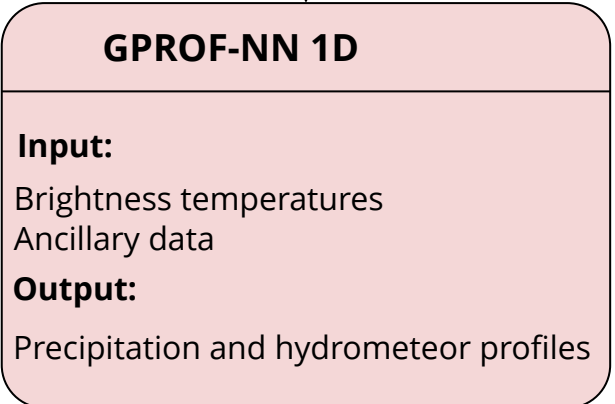 GPROF-NN 1D
Input:
Brightness temperatures
Ancillary data
Output:
Precipitation and hydrometeor profiles